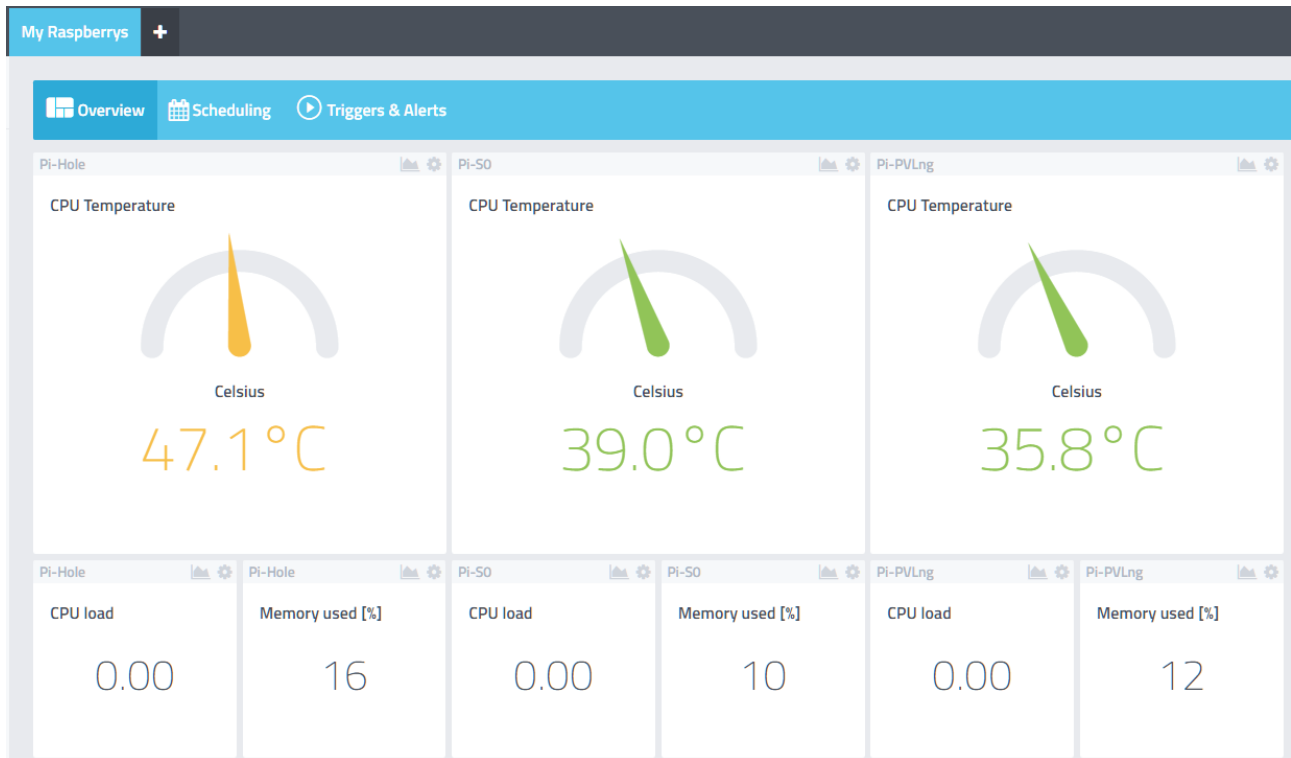 My Raspberrys +
Overview Scheduling Triggers & Alerts
Pi-Hole
CPU Temperature
Celsius
47.1°C
Pi-S0
CPU Temperature
Celsius
39.0°C
Pi-PVLng
CPU Temperature
Celsius
35.8°C
Pi-Hole
CPU load
0.00
Pi-Hole
Memory used [%]
16
Pi-S0
CPU load
0.00
Pi-S0
Memory used [%]
10
Pi-PVLng
CPU load
0.00
Pi-PVLng
Memory used [%]
12